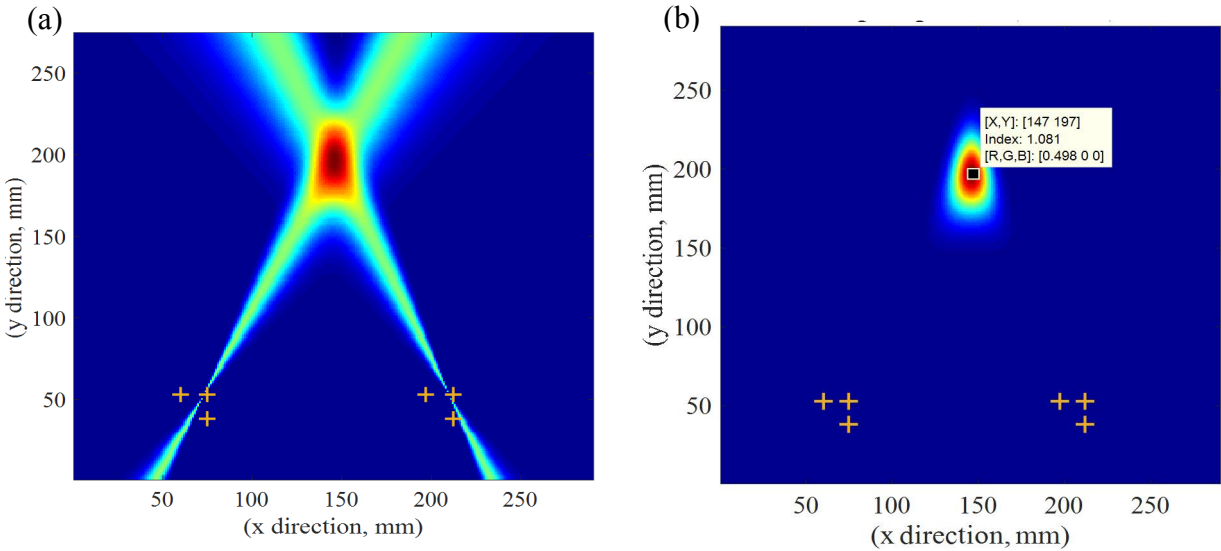 (a)
250
200
150
100
50
(y direction, mm)
50
100
150
200
250
(x direction, mm)
(b)
250
200
150
100
50
(y direction, mm)
[X,Y]: [147 197]
Index: 1.081
[R,G,B]: [0.498 0 0]
50
100
150
200
250
(x direction, mm)